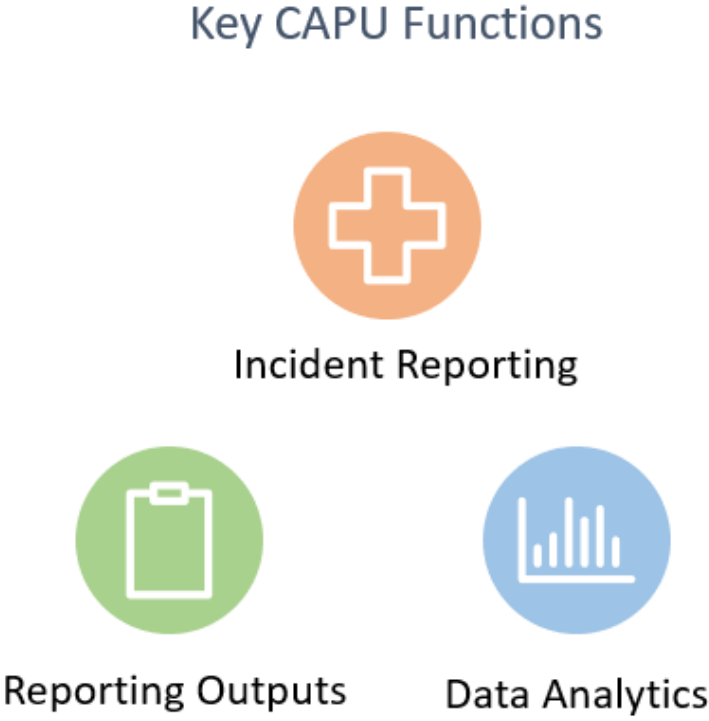 Key CAPU Functions
Incident Reporting
Reporting Outputs
Data Analytics